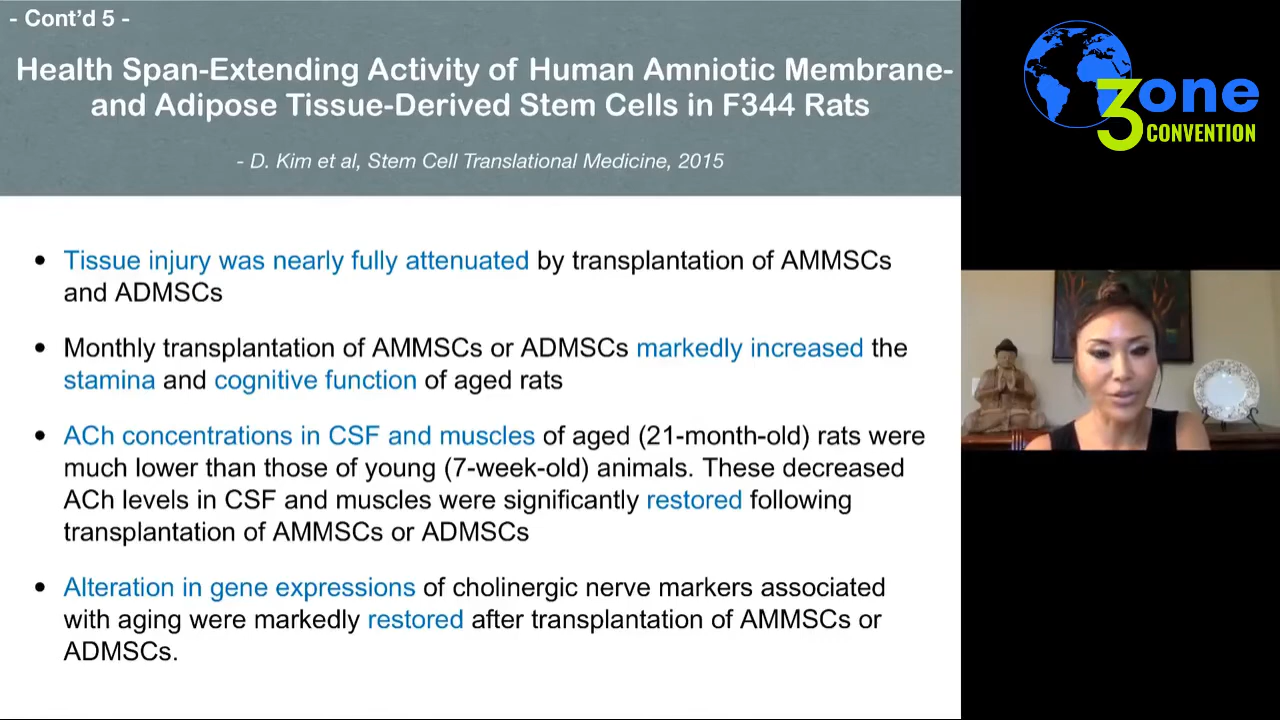 - Cont’d 5 -
Health Span-Extending Activity of Human Amniotic Membrane-
and Adipose Tissue-Derived Stem Cells in F344 Rats
- D. Kim et al, Stem Cell Translational Medicine, 2015
• Tissue injury was nearly fully attenuated by transplantation of AMMSCs
and ADMSCs
• Monthly transplantation of AMMSCs or ADMSCs markedly increased the
stamina and cognitive function of aged rats
• ACh concentrations in CSF and muscles of aged (21-month-old) rats were
much lower than those of young (7-week-old) animals. These decreased
ACh levels in CSF and muscles were significantly restored following
transplantation of AMMSCs or ADMSCs
• Alteration in gene expressions of cholinergic nerve markers associated
with aging were markedly restored after transplantation of AMMSCs or
ADMSCs.
O3one
CONVENTION